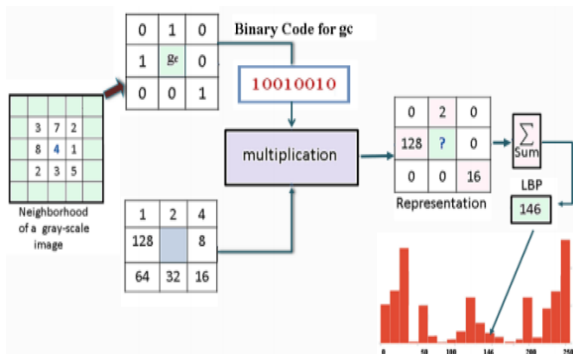 0 1 0
1 gc 0
0 0 1
Binary Code for gc
10010010
3 7 2
8 4 1
2 3 5
Neighborhood
of a gray-scale
image
multiplication
1 2 4
128 8
64 32 16
0 2 0
128 ? 0
0 0 16
Representation
∑
Sum
LBP
146
0 50 100 146 200 250